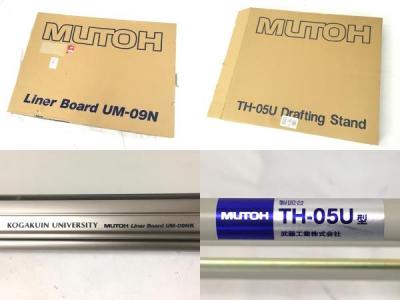 MUTOH
Liner Board UM-09N
MUTOH
TH-05U Drafting Stand
KOGAKUIN UNIVERSITY MUTOH Liner Board UM-09NK
製図台
MUTOH TH-05U型
武藤工業株式会社